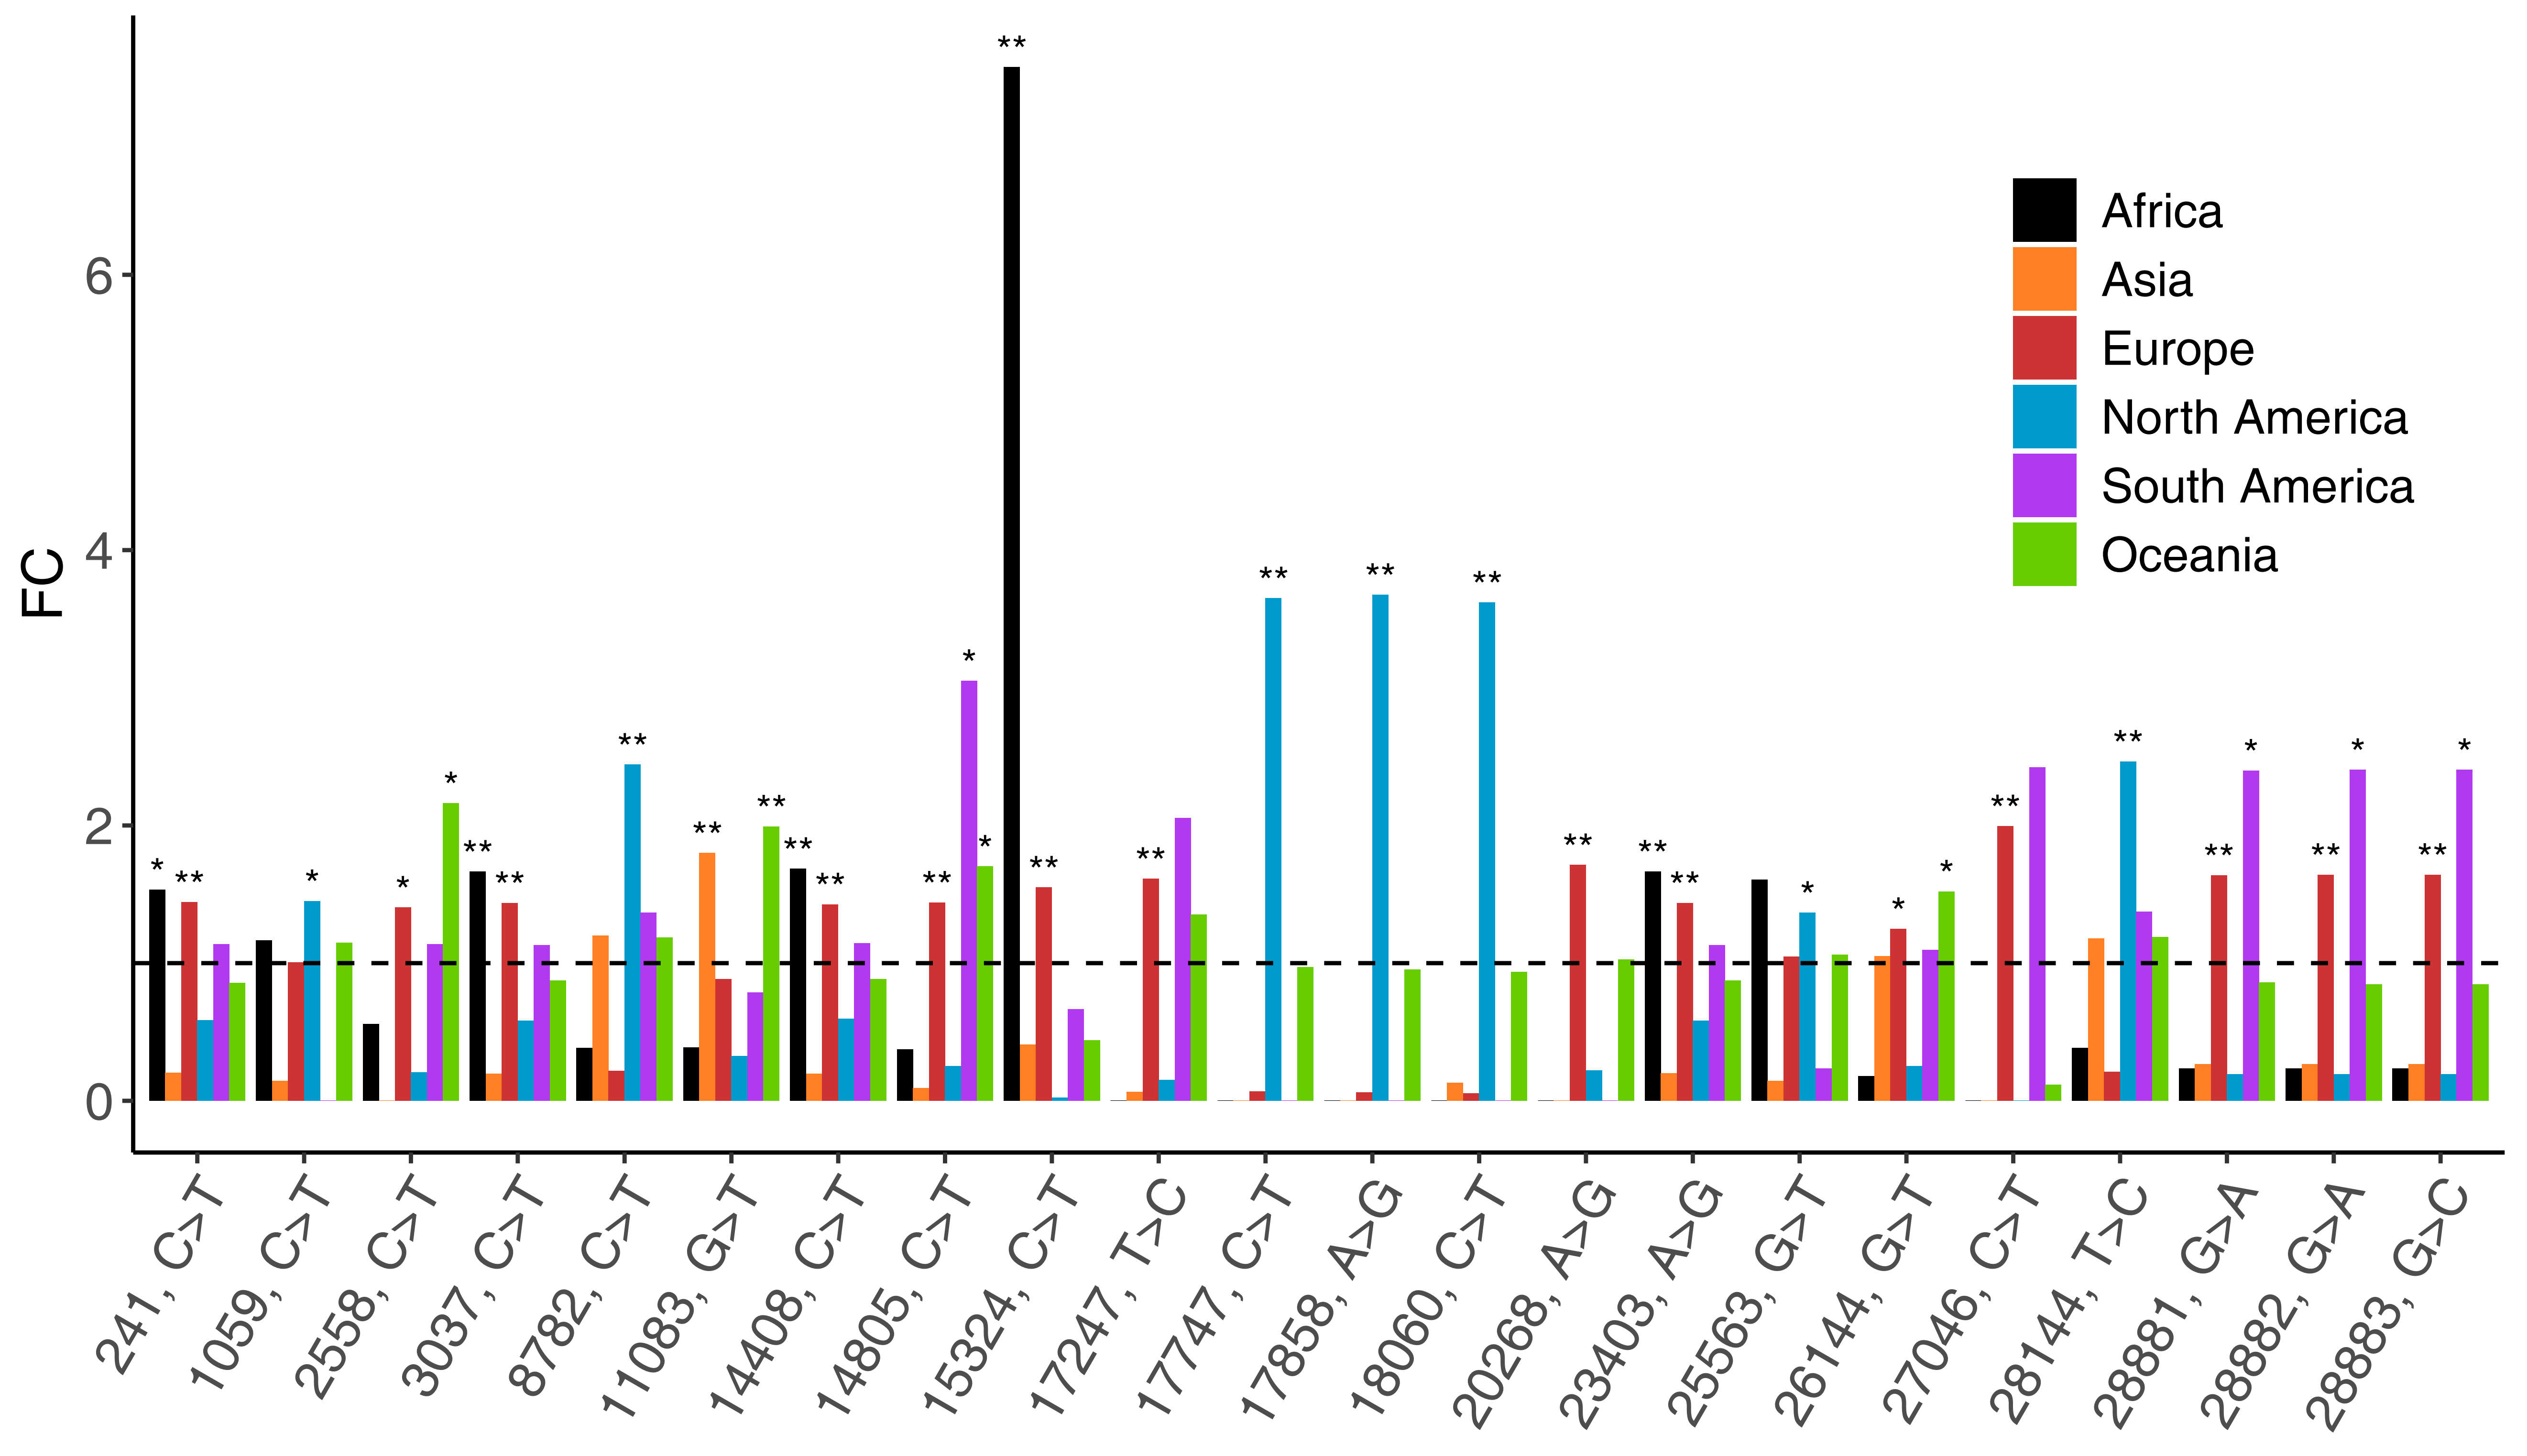 FC
6
4
2
0
**
*
**
*
*
*
**
**
**
**
**
**
**
**
*
*
**
**
**
**
**
**
**
**
*
*
*
**
**
**
*
**
*
**
*
Africa
Asia
Europe
North America
South America
Oceania
241, C>T
1059, C>T
2558, C>T
3037, C>T
8782, C>T
11083, G>T
14408, C>T
14805, C>T
15324, C>T
17247, T>C
17747, C>T
17858, A>G
18060, C>T
20268, A>G
23403, A>G
25563, G>T
26144, G>T
27046, C>T
28144, T>C
28881, G>A
28882, G>A
28883, G>C